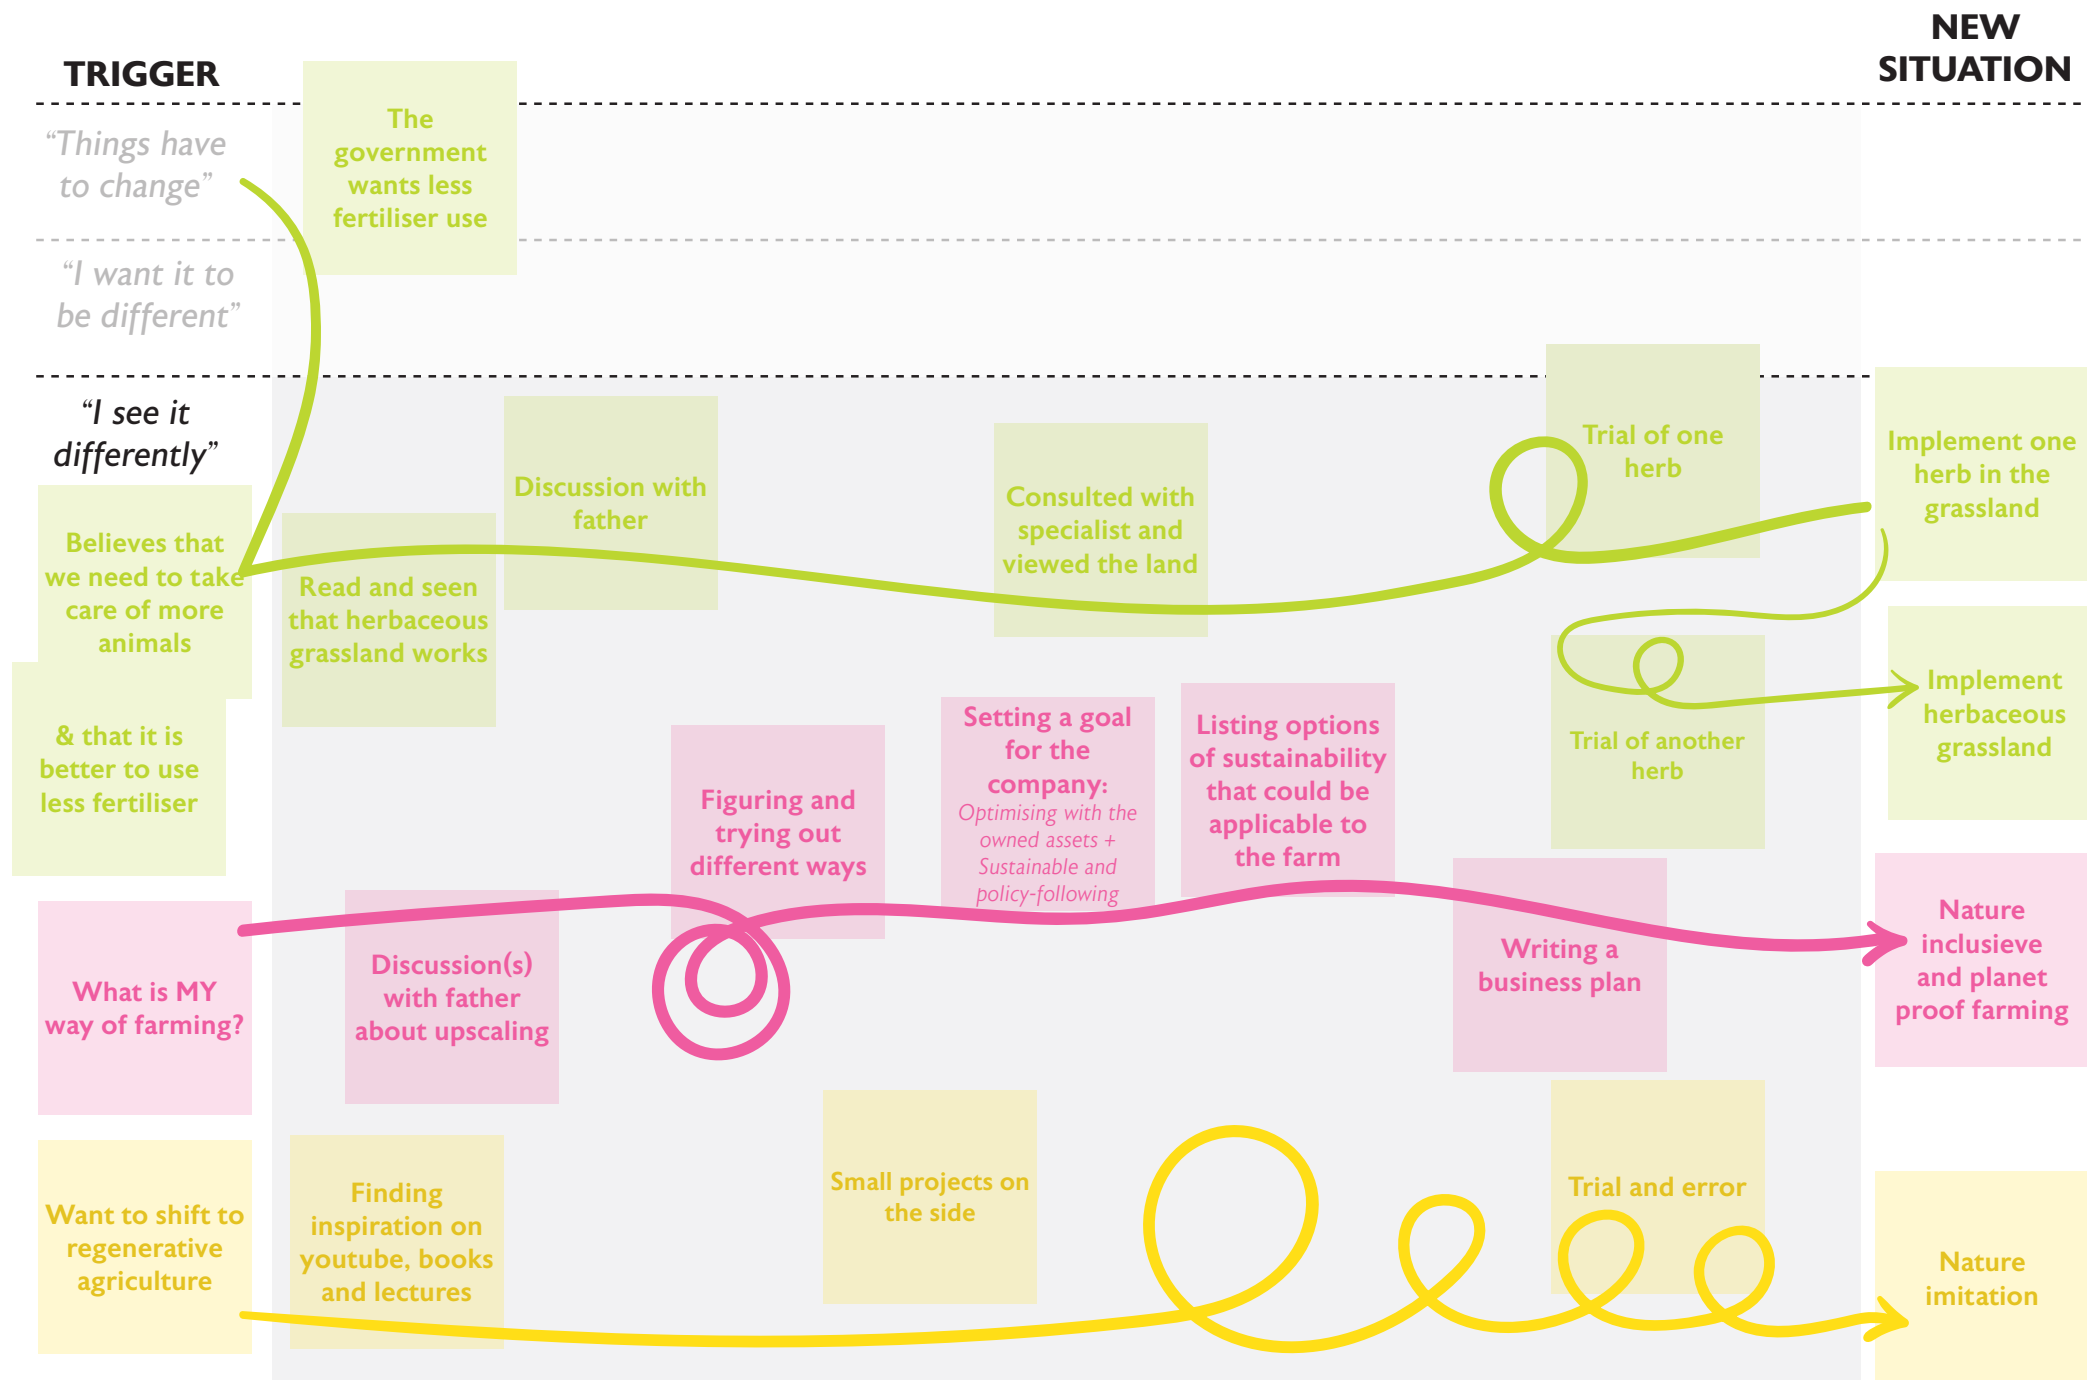 TRIGGER
NEW
SITUATION
“Things have
to change”
The
government
wants less
fertiliser use
“I want it to
be different”
“I see it
differently”
Believes that
we need to take
care of more
animals
& that it is
better to use
less fertiliser
Read and seen
that herbaceous
grassland works
Discussion with
father
Consulted with
specialist and
viewed the land
Trial of one
herb
Implement one
herb in the
grassland
Trial of another
herb
Implement
herbaceous
grassland
What is MY
way of farming?
Discussion(s)
with father
about upscaling
Figuring and
trying out
different ways
Setting a goal
for the
company:
Optimising with the
owned assets +
Sustainable and
policy-following
Listing options
of sustainability
that could be
applicable to
the farm
Writing a
business plan
Nature
inclusieve
and planet
proof farming
Want to shift to
regenerative
agriculture
Finding
inspiration on
youtube, books
and lectures
Small projects on
the side
Trial and error
Nature
imitation